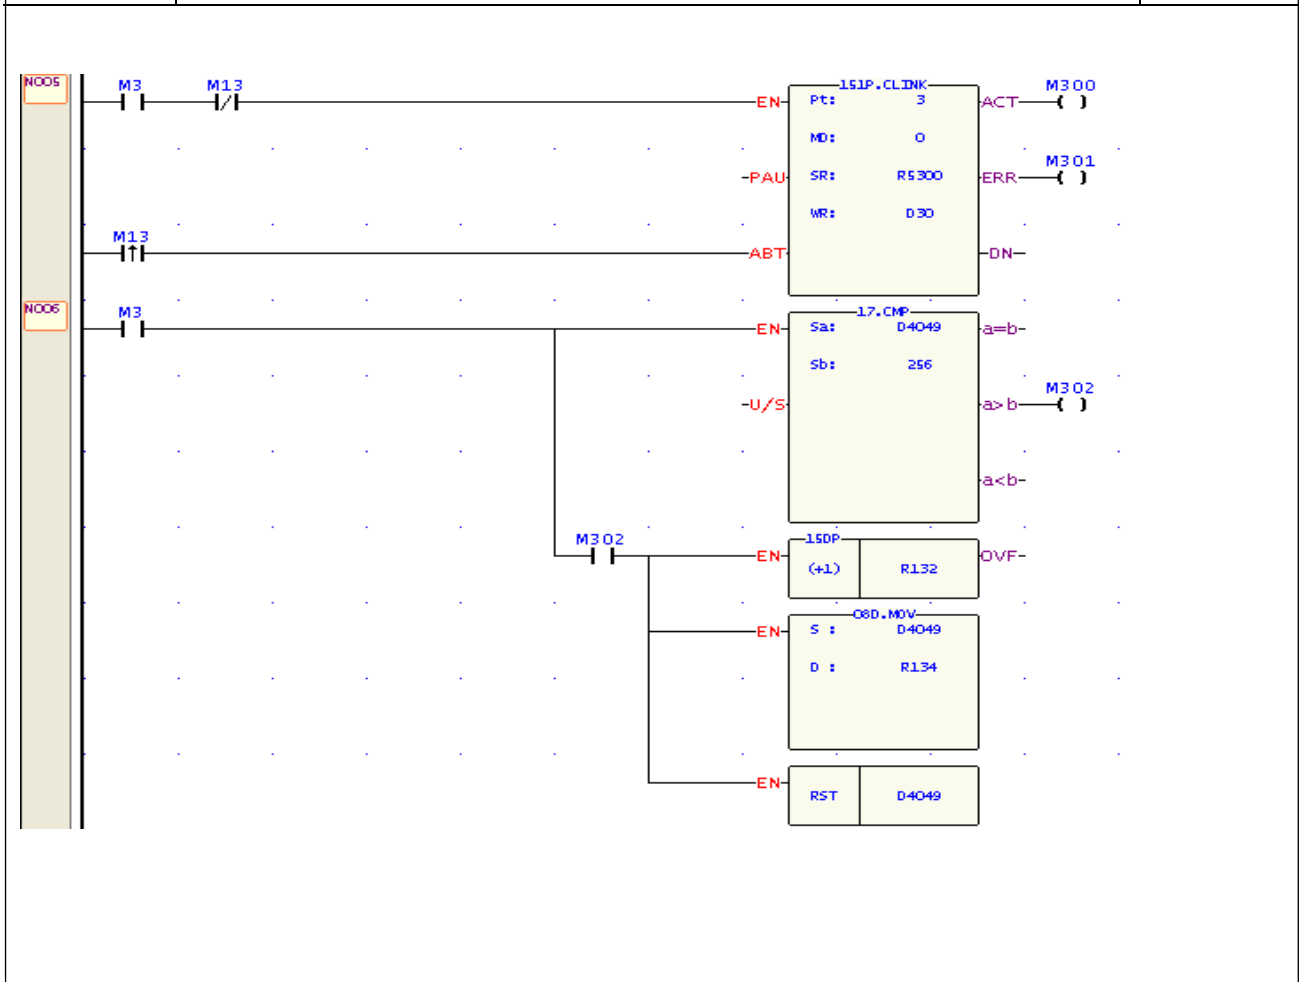 N005
M3 M13
151P.CLINK
EN Pt: 3 ACT M300
MD: 0
PAU SR: R5300 ERR M301
WR: D30
M13
ABT DN
N006
M3
17.CMP
EN Sa: D4049 a=b
Sb: 256
U/S a>b M302
a<b
M302
15DP
EN (+1) R132 OVF
08D.MOV
EN S : D4049
D : R134
EN RST D4049